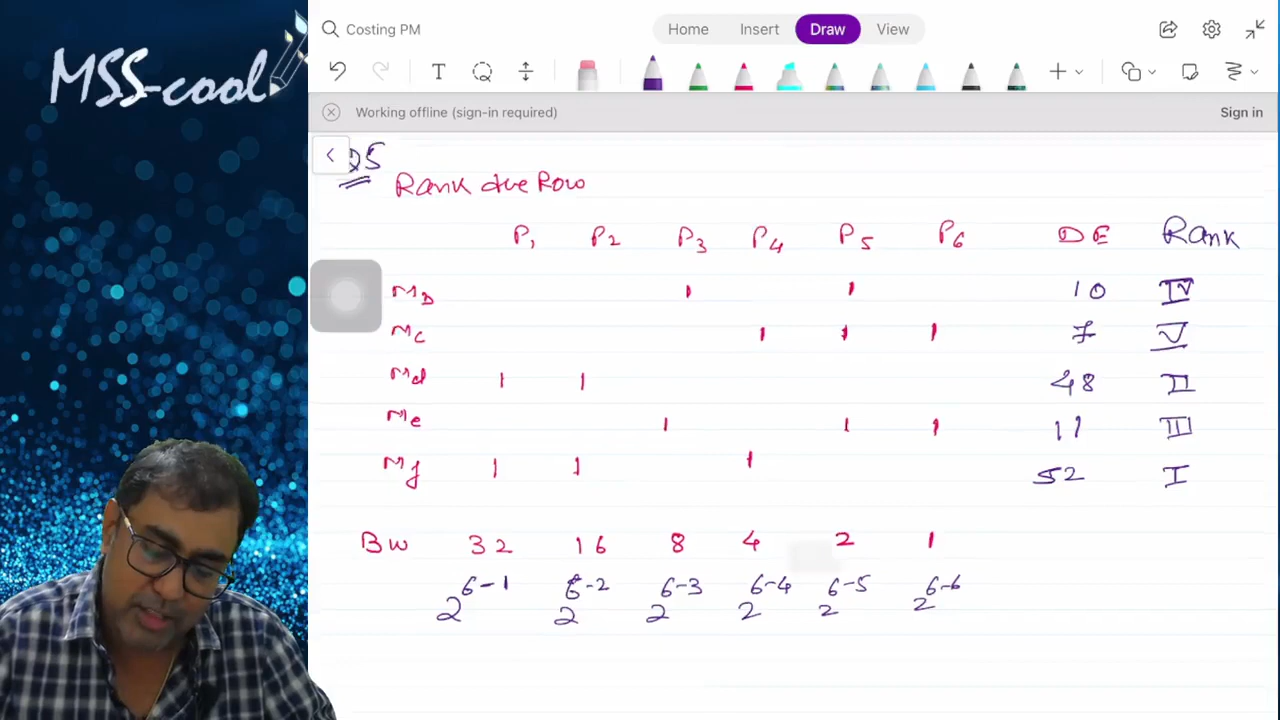 MSS-cool
Costing PM
Home Insert Draw View
Working offline (sign-in required) Sign in
Q5
Rank the Row
P1 P2 P3 P4 P5 P6 DE Rank
1 1 10 IV
Mc 1 1 1 7 V
Md 1 1 48 II
Me 1 1 1 11 III
Mf 1 1 1 52 I
BW 32 16 8 4 2 1
2^6-1 2^6-2 2^6-3 2^6-4 2^6-5 2^6-6